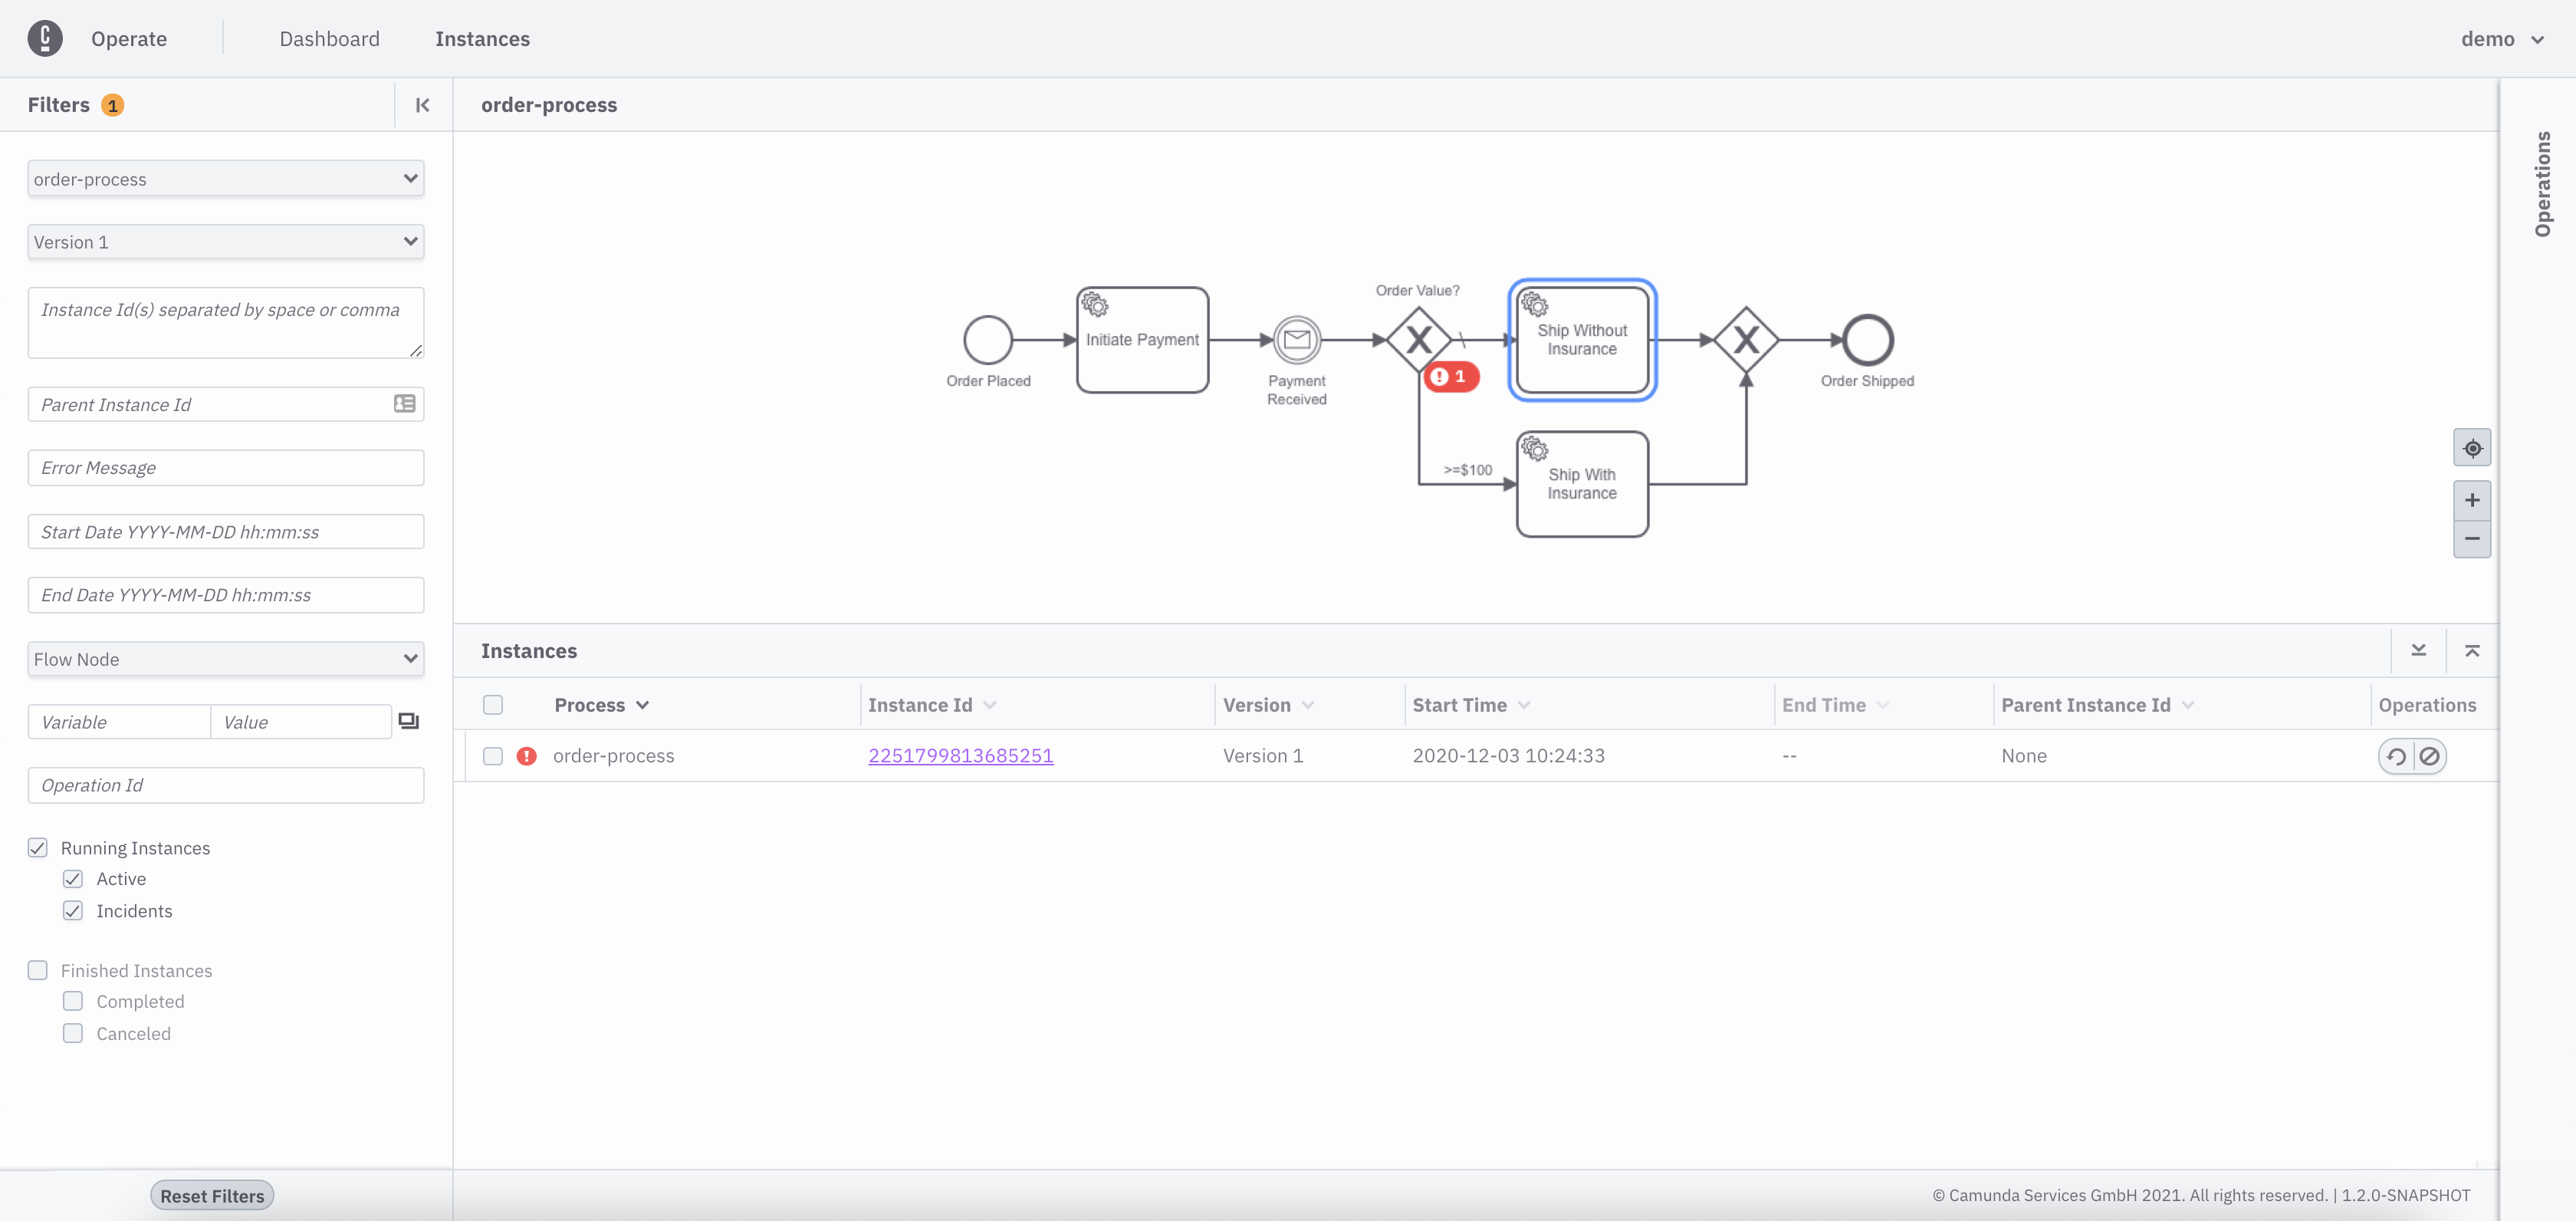 Operate
Dashboard
Instances
demo
Filters 1
order-process
Version 1
Instance Id(s) separated by space or comma
Parent Instance Id
Error Message
Start Date YYYY-MM-DD hh:mm:ss
End Date YYYY-MM-DD hh:mm:ss
Flow Node
Variable
Value
Operation Id
Running Instances
Active
Incidents
Finished Instances
Completed
Canceled
Reset Filters
order-process
Order Placed
Initiate Payment
Payment
Received
Order Value?
1
Ship Without
Insurance
>=$100
Ship With
Insurance
Order Shipped
Operations
Instances
Process Instance Id Version Start Time End Time Parent Instance Id Operations
order-process 2251799813685251 Version 1 2020-12-03 10:24:33 -- None
© Camunda Services GmbH 2021. All rights reserved. | 1.2.0-SNAPSHOT